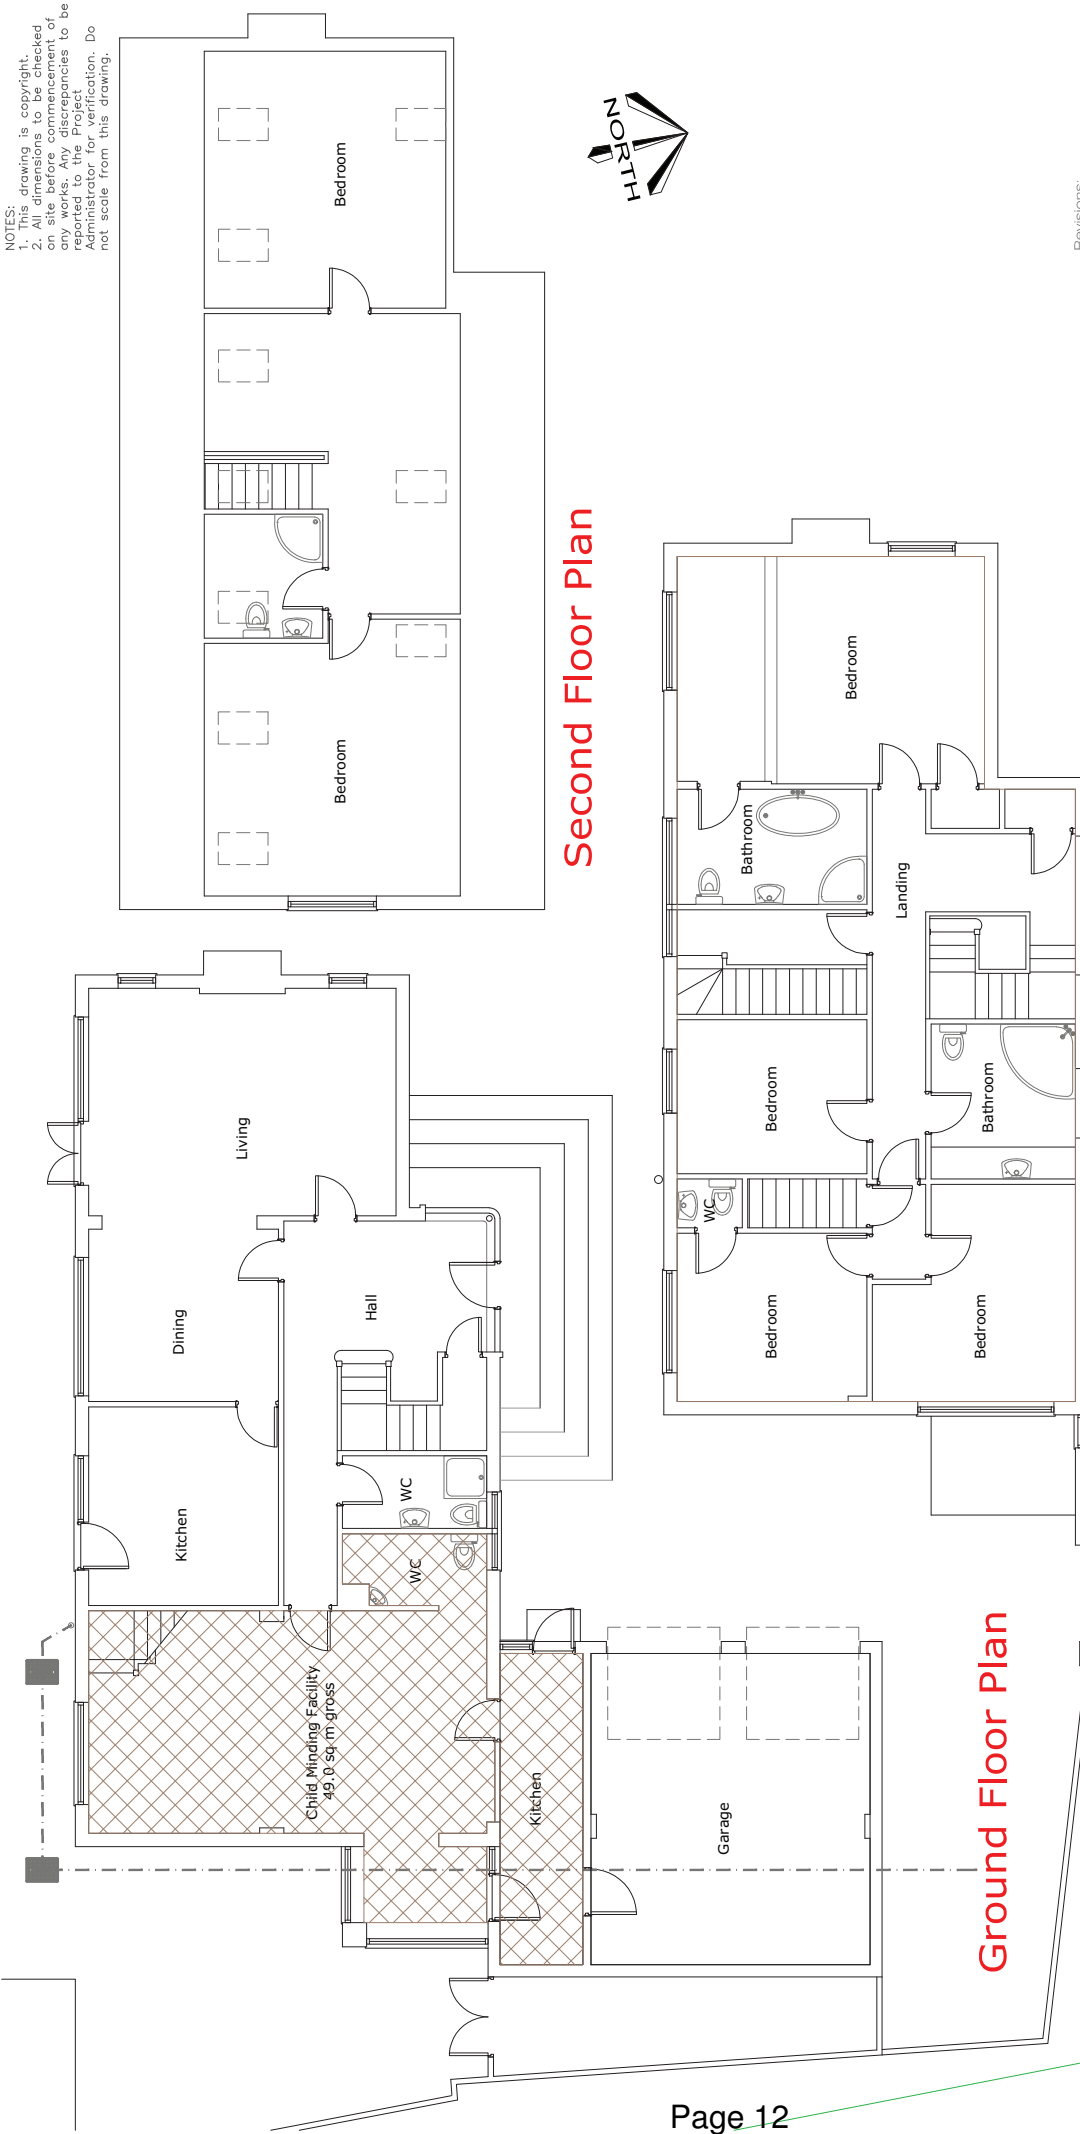 NOTES:
1. This drawing is copyright.
2. All dimensions to be checked
on site before commencement of
any works. Any discrepancies to be
reported to the Project
Administrator for verification. Do
not scale from this drawing.
Bedroom
Bedroom
NORTH
Revisions:
Second Floor Plan
Bedroom
Bathroom
Landing
Bedroom
Bathroom
WC
Bedroom
Bedroom
Living
Dining
Hall
Kitchen
WC
WC
Child Minding Facility
49.0 sq m gross
Kitchen
Garage
Ground Floor Plan
Page 12